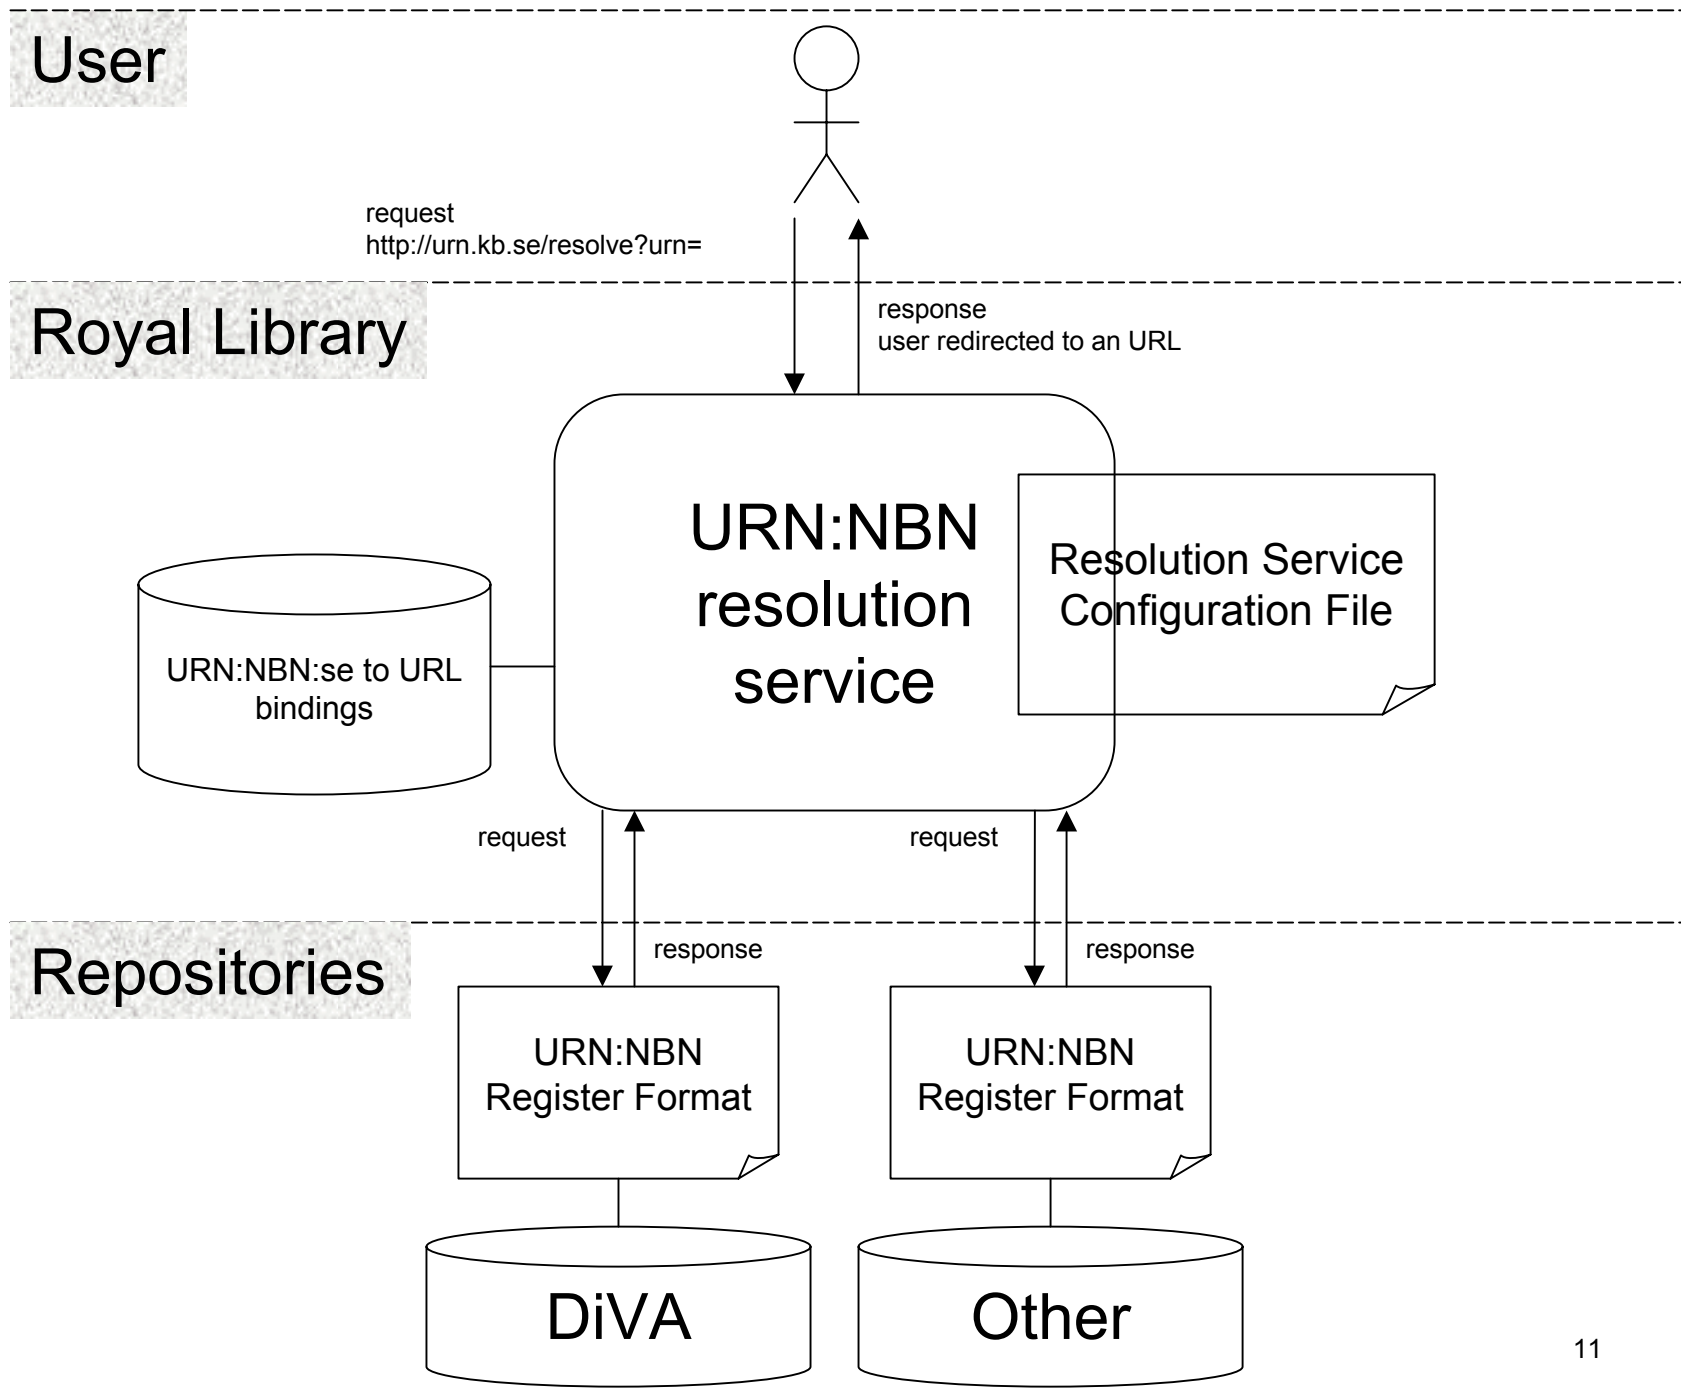 User
request
http://urn.kb.se/resolve?urn=
Royal Library
response
user redirected to an URL
URN:NBN
resolution
service
Resolution Service
Configuration File
URN:NBN:se to URL
bindings
request
request
Repositories
response
response
URN:NBN
Register Format
URN:NBN
Register Format
DiVA
Other
11